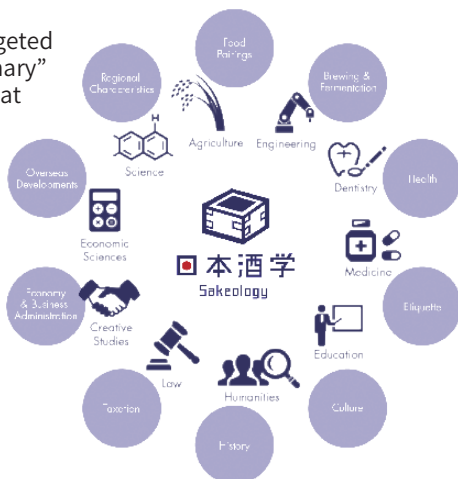 geted
nary"
at
Food
Pairings
Regional
Characteristics
Brewing &
Fermentation
Agriculture
Engineering
Science
Dentistry
Overseas
Developments
Health
Economic
Sciences
日本酒学
Sakeology
Medicine
Economy
& Business
Administration
Etiquette
Creative
Studies
Education
Law
Humanities
Taxation
Culture
History
H